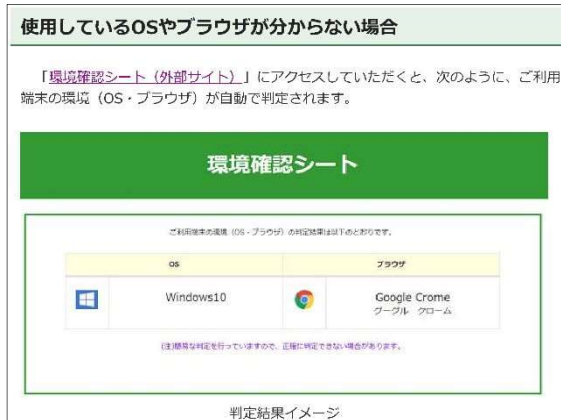 使用しているOSやブラウザが分からない場合
「環境確認シート（外部サイト）」にアクセスしていただくと、次のように、ご利用
端末の環境（OS・ブラウザ）が自動で判定されます。
環境確認シート
ご利用端末の環境（OS・ブラウザ）の判定結果は以下のとおりです。
OS ブラウザ
Windows10 Google Crome
グーグル クローム
(注)簡易な判定を行っていますので、正確に判定できない場合があります。
判定結果イメージ